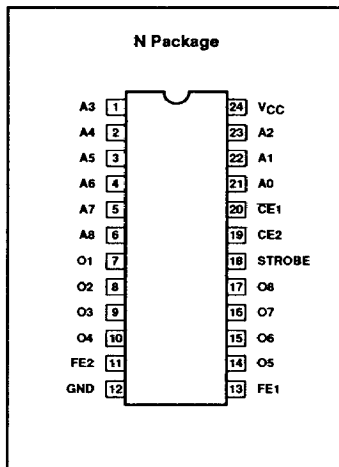 N Package
A3 1 24 VCC
A4 2 23 A2
A5 3 22 A1
A6 4 21 A0
A7 5 20 C̅E̅1
A8 6 19 CE2
O1 7 18 STROBE
O2 8 17 O8
O3 9 16 O7
O4 10 15 O6
FE2 11 14 O5
GND 12 13 FE1